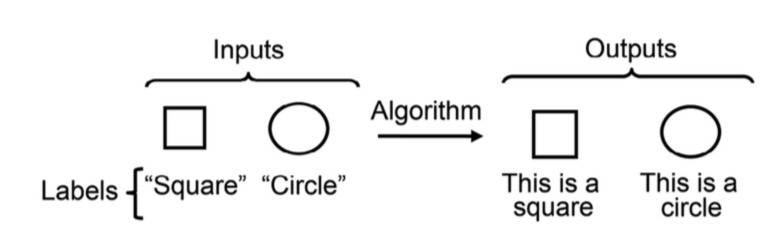 Inputs
Outputs
Algorithm
Labels
“Square” “Circle”
This is a
square
This is a
circle